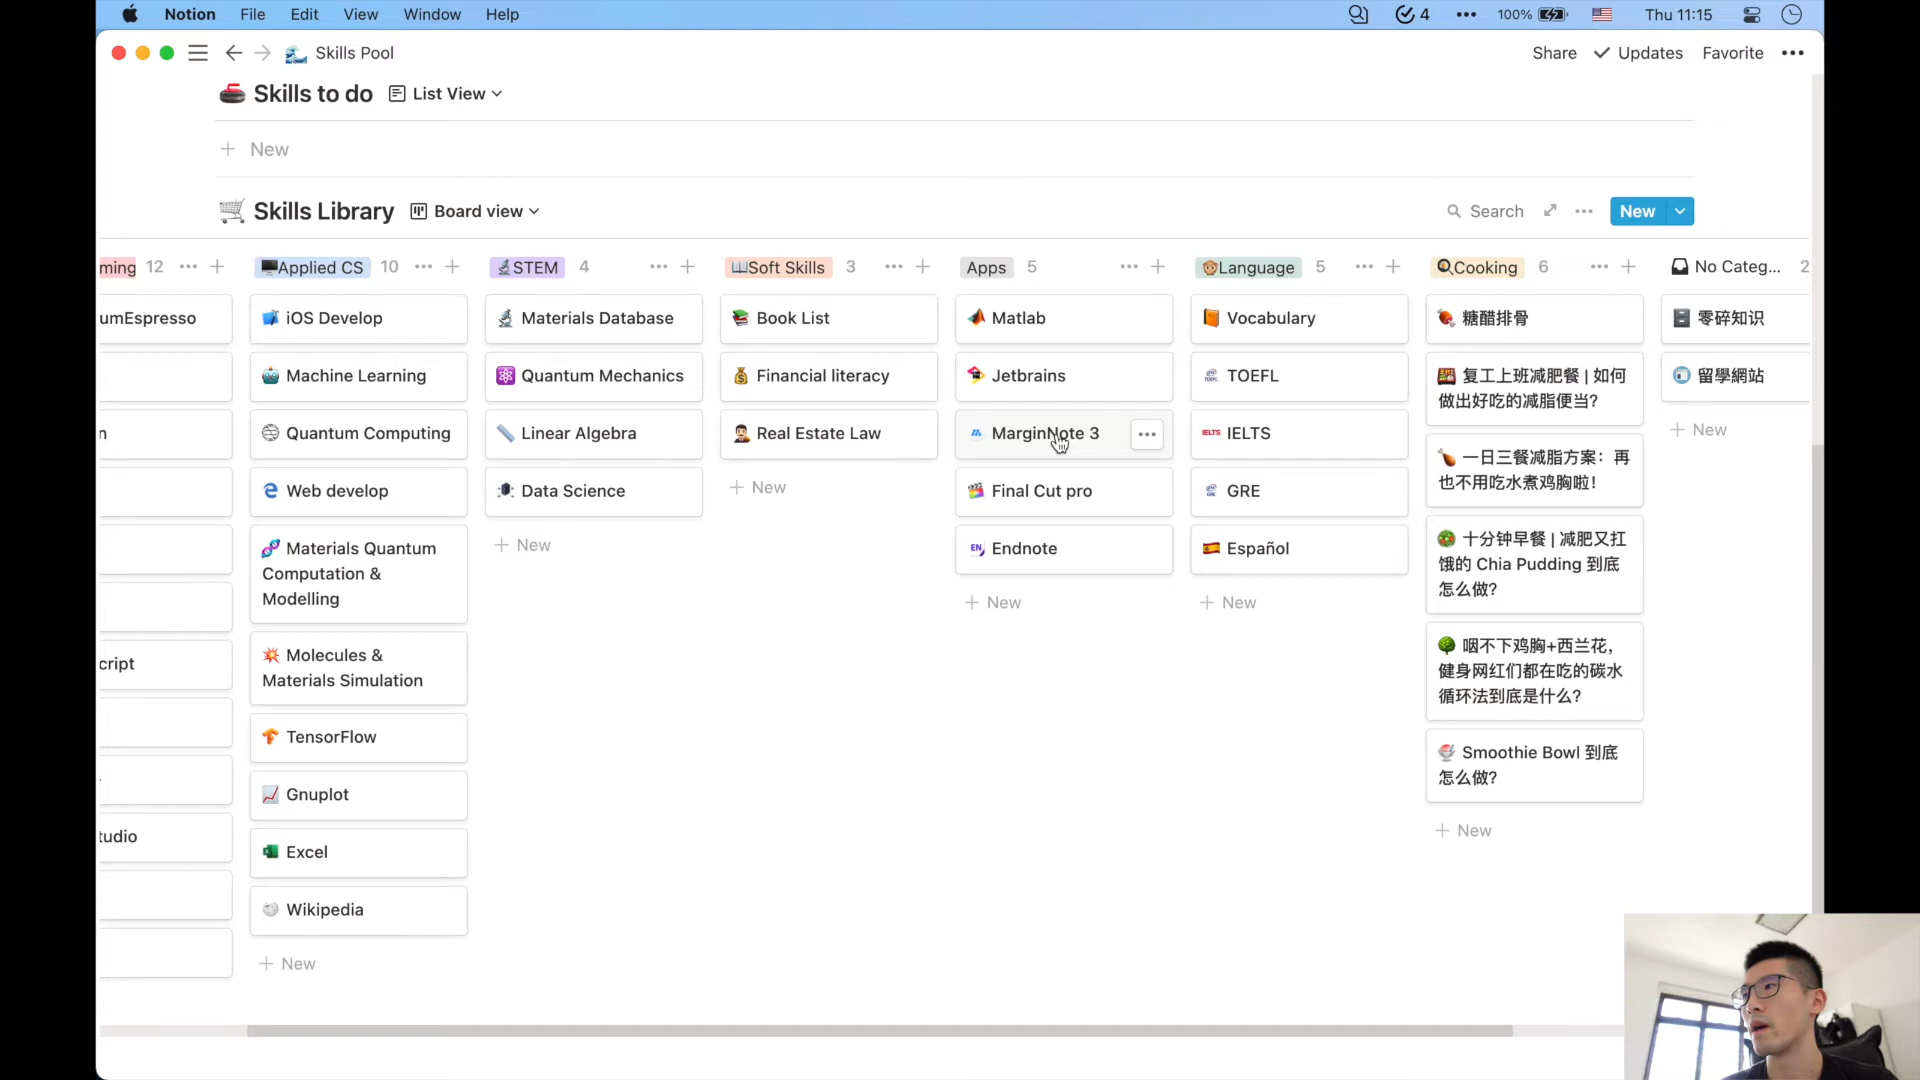 Notion File Edit View Window Help
4 ••• 100% Thu 11:15
Skills Pool
Share Updates Favorite •••
Skills to do List View
+ New
Skills Library Board view
Search ••• New
ming 12 ••• +
umEspresso
n
cript
.
tudio
Applied CS 10 ••• +
iOS Develop
Machine Learning
Quantum Computing
Web develop
Materials Quantum
Computation &
Modelling
Molecules &
Materials Simulation
TensorFlow
Gnuplot
Excel
Wikipedia
+ New
STEM 4 ••• +
Materials Database
Quantum Mechanics
Linear Algebra
Data Science
+ New
Soft Skills 3 ••• +
Book List
Financial literacy
Real Estate Law
+ New
Apps 5 ••• +
Matlab
Jetbrains
MarginNote 3 •••
Final Cut pro
EN Endnote
+ New
Language 5 ••• +
Vocabulary
TOEFL
IELTS IELTS
GRE
Español
+ New
Cooking 6 ••• +
糖醋排骨
复工上班减肥餐 | 如何
做出好吃的减脂便当?
一日三餐减脂方案：再
也不用吃水煮鸡胸啦！
十分钟早餐 | 减肥又扛
饿的 Chia Pudding 到底
怎么做?
咽不下鸡胸+西兰花，
健身网红们都在吃的碳水
循环法到底是什么?
Smoothie Bowl 到底
怎么做?
+ New
No Categ... 2
零碎知识
留學網站
+ New